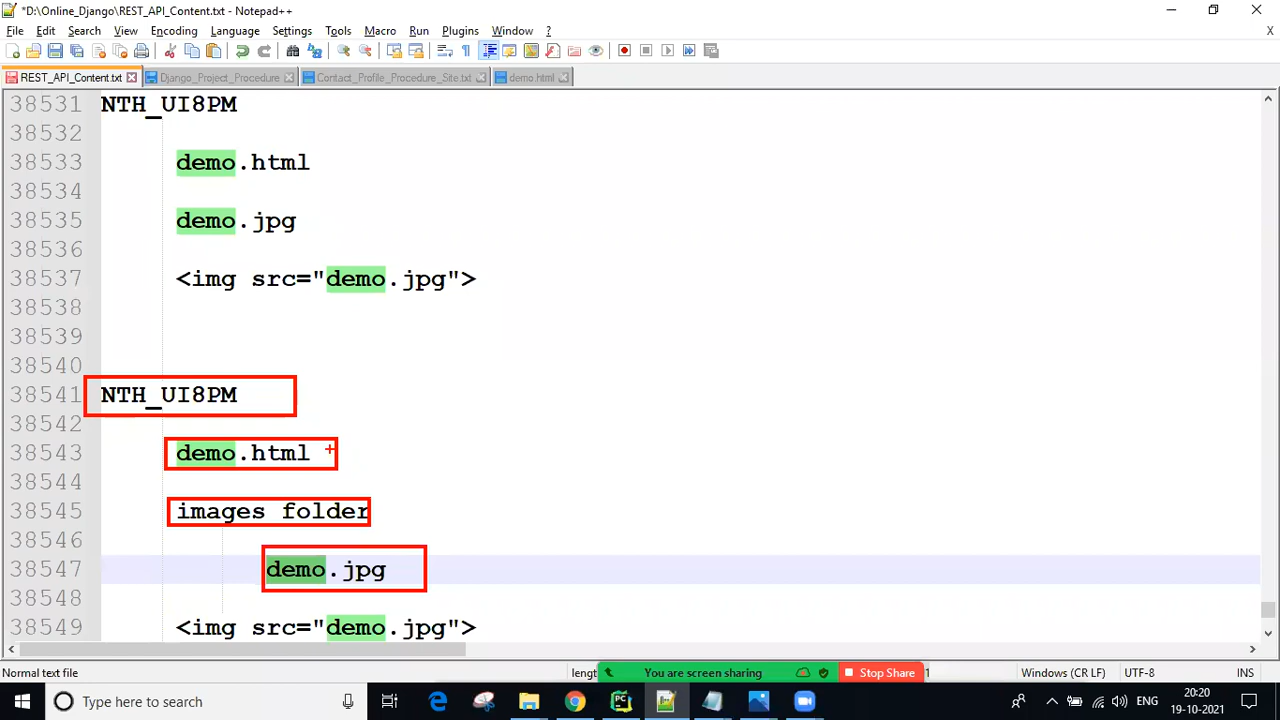 *D:\Online_Django\REST_API_Content.txt - Notepad++
File Edit Search View Encoding Language Settings Tools Macro Run Plugins Window ? X
REST_API_Content.txt Django_Project_Procedure Contact_Profile_Procedure_Site.txt demo.html
38531 NTH_UI8PM
38532
38533 demo.html
38534
38535 demo.jpg
38536
38537 <img src="demo.jpg">
38538
38539
38540
38541 NTH_UI8PM
38542
38543 demo.html
38544
38545 images folder
38546
38547 demo.jpg
38548
38549 <img src="demo.jpg">
Normal text file lengt You are screen sharing Stop Share 1 Windows (CR LF) UTF-8 INS
Type here to search ENG 20:20
19-10-2021